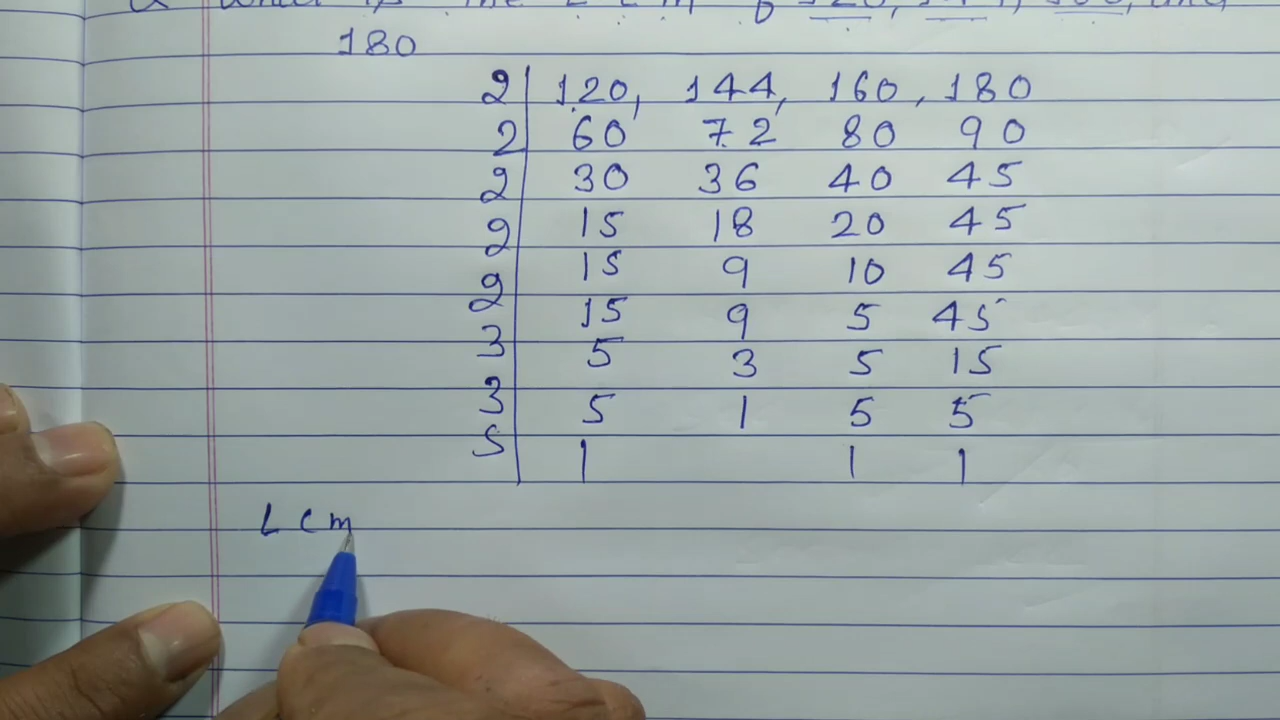 180
2 120, 144, 160, 180
2 60 72 80 90
2 30 36 40 45
2 15 18 20 45
2 15 9 10 45
3 15 9 5 45
3 5 3 5 15
5 5 1 5 5
1 1 1
LCM